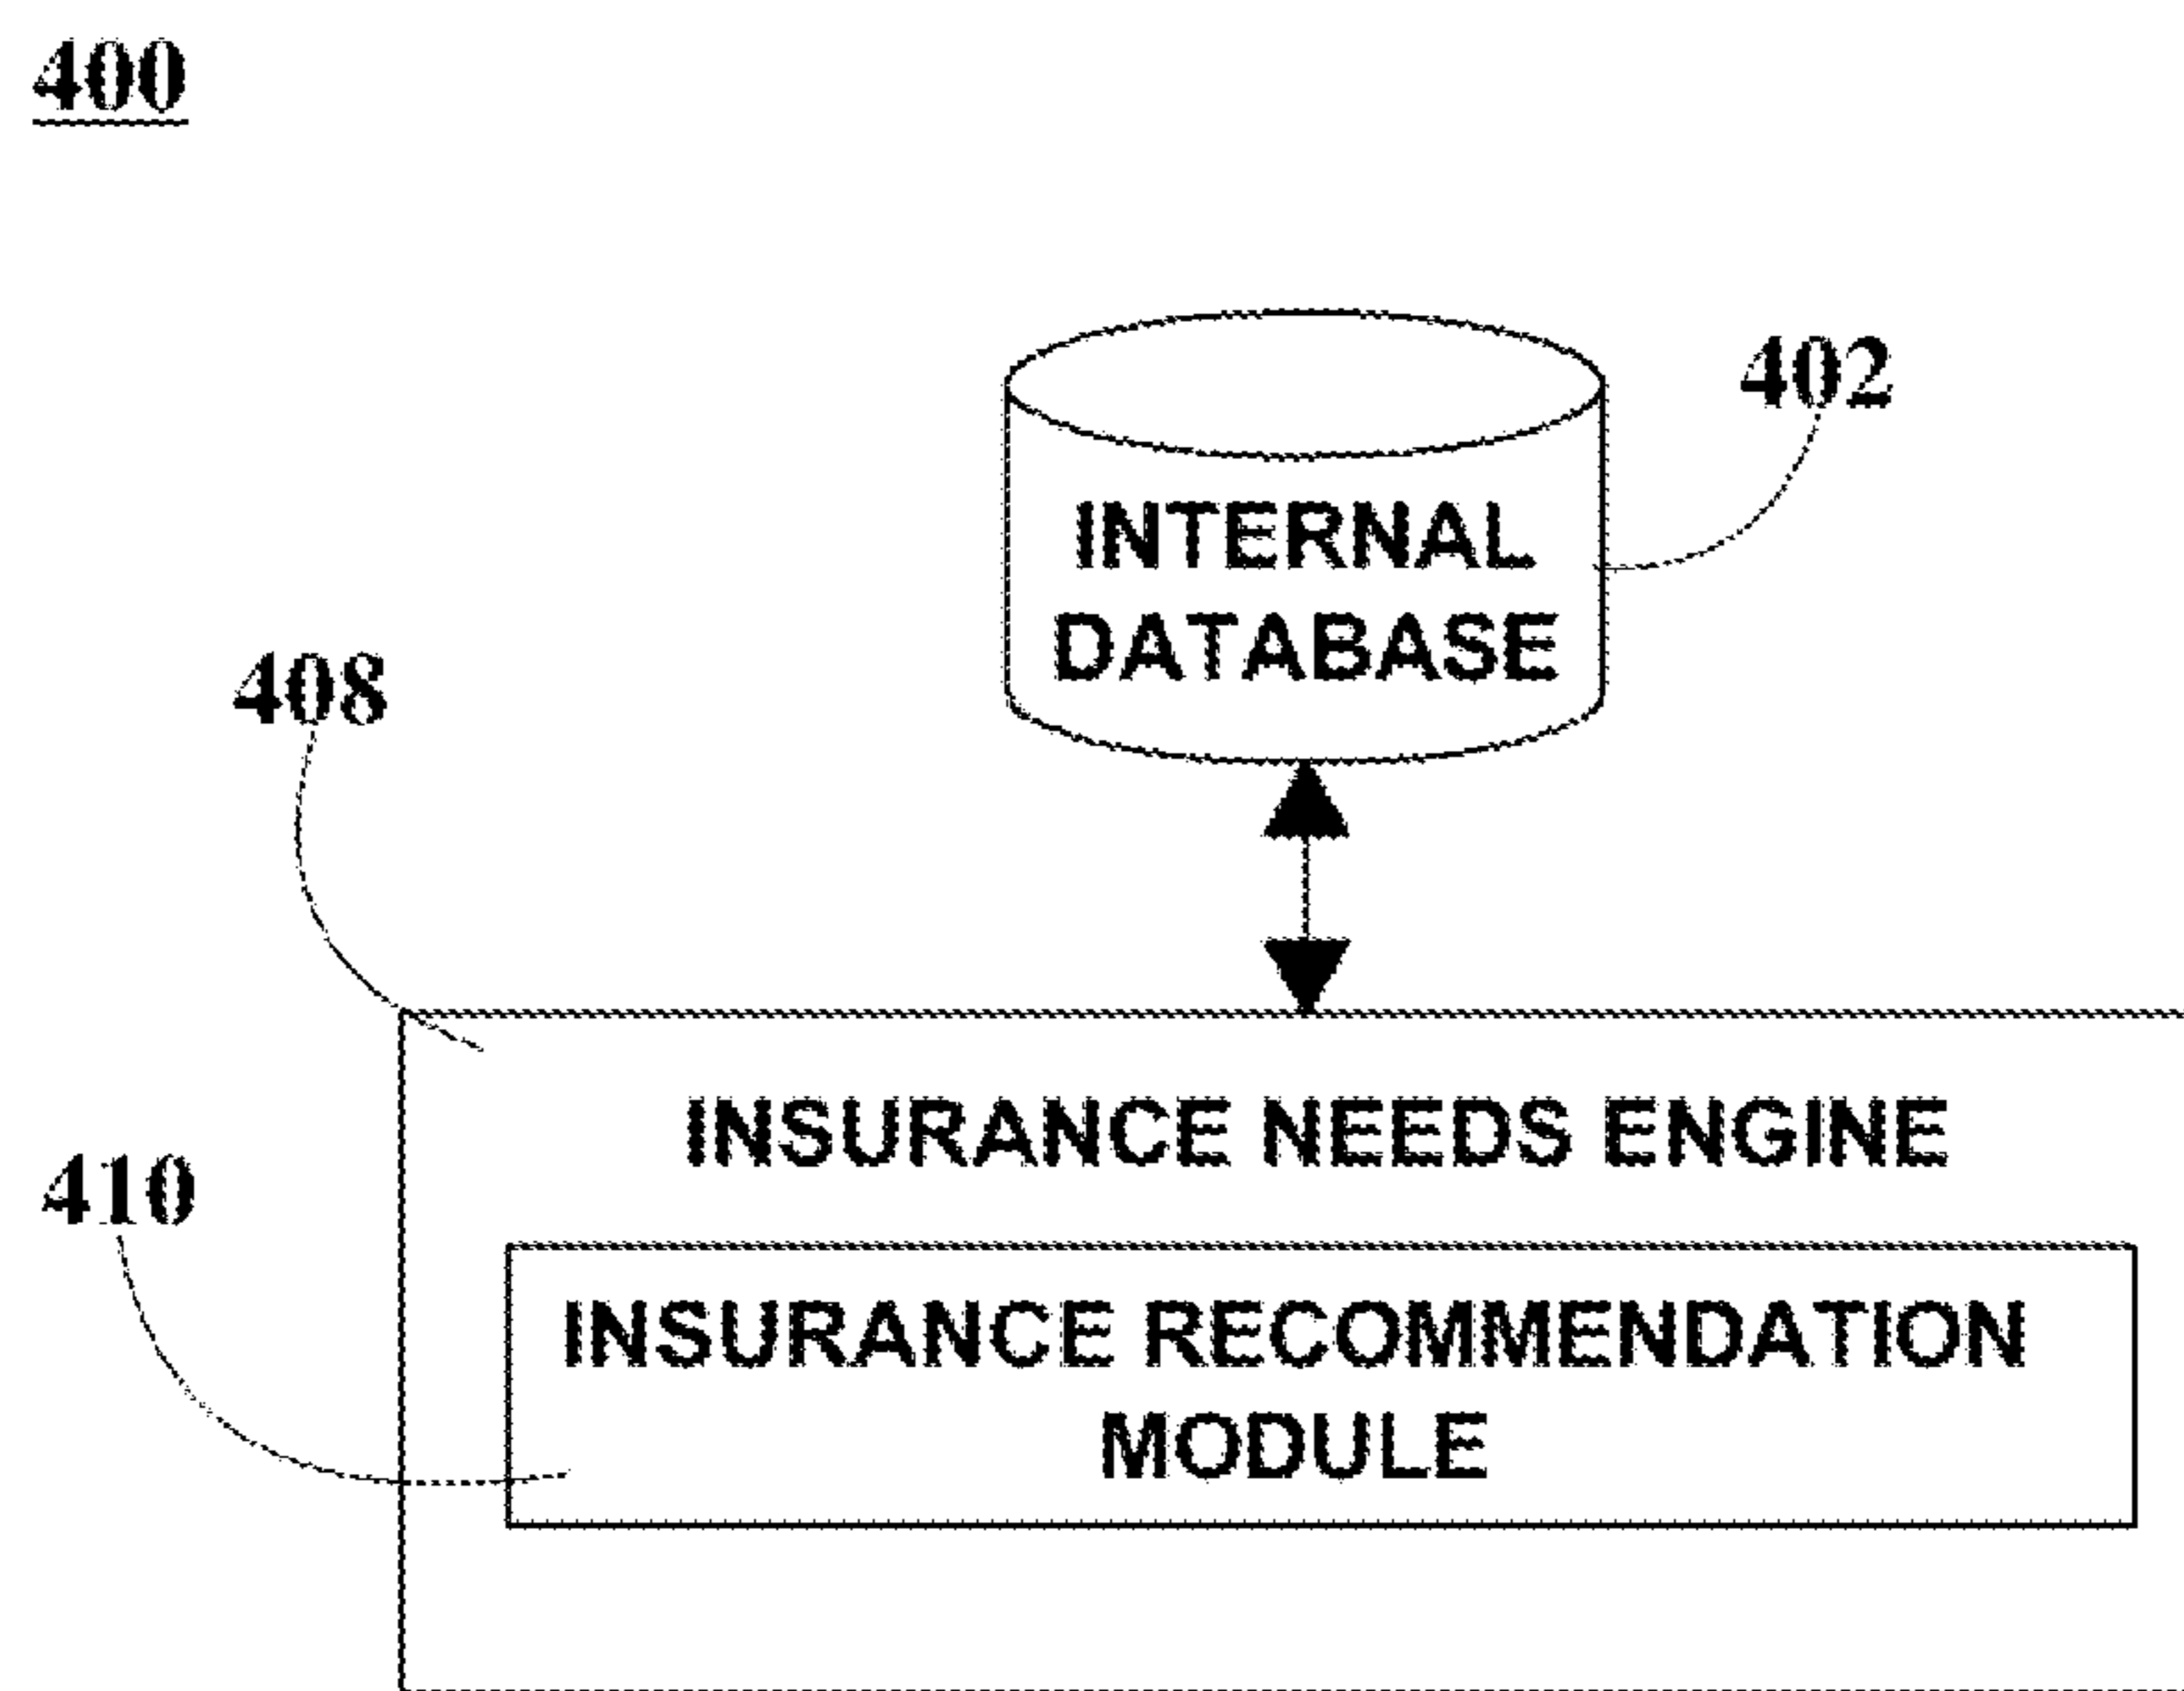 400
402
INTERNAL
DATABASE
408
INSURANCE NEEDS ENGINE
410
INSURANCE RECOMMENDATION
MODULE